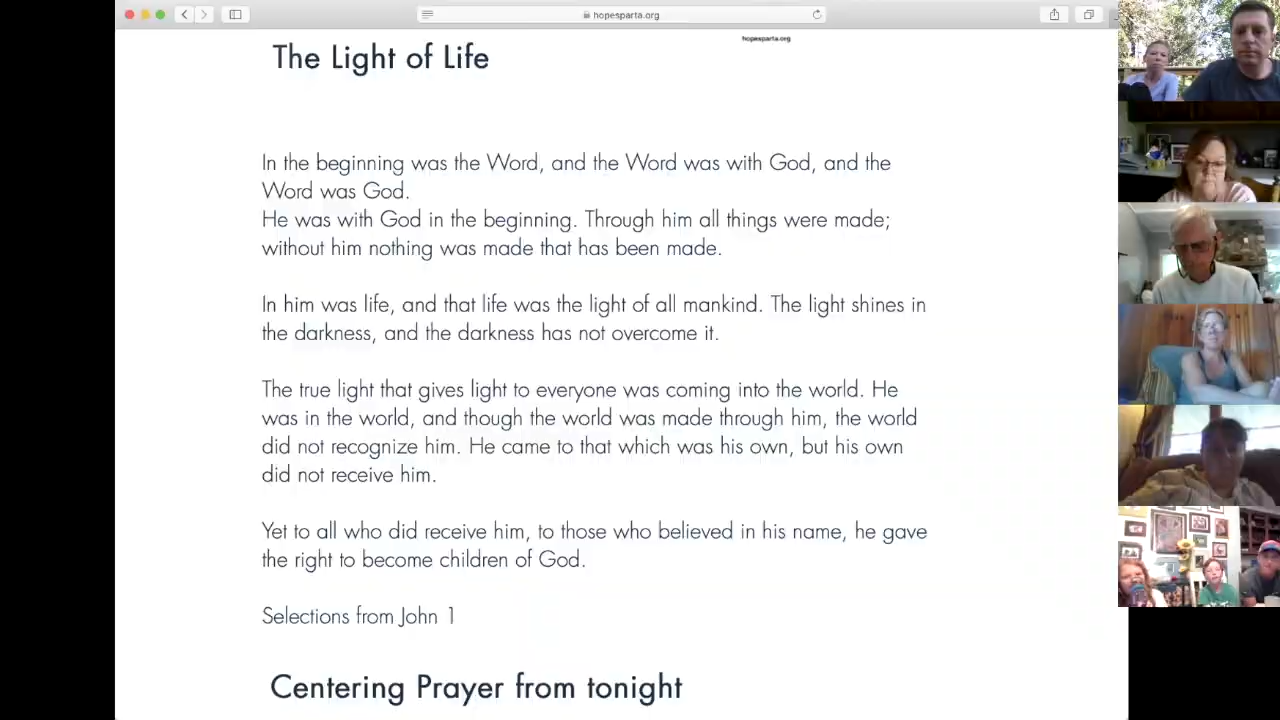 hopesparta.org
hopesparta.org
The Light of Life
In the beginning was the Word, and the Word was with God, and the
Word was God.
He was with God in the beginning. Through him all things were made;
without him nothing was made that has been made.
In him was life, and that life was the light of all mankind. The light shines in
the darkness, and the darkness has not overcome it.
The true light that gives light to everyone was coming into the world. He
was in the world, and though the world was made through him, the world
did not recognize him. He came to that which was his own, but his own
did not receive him.
Yet to all who did receive him, to those who believed in his name, he gave
the right to become children of God.
Selections from John 1
Centering Prayer from tonight